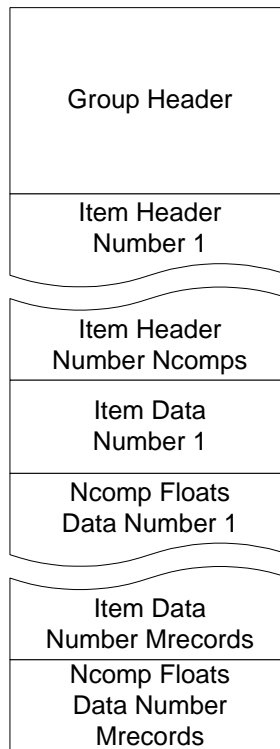 Group Header
Item Header
Number 1
Item Header
Number Ncomps
Item Data
Number 1
Ncomp Floats
Data Number 1
Item Data
Number Mrecords
Ncomp Floats
Data Number
Mrecords